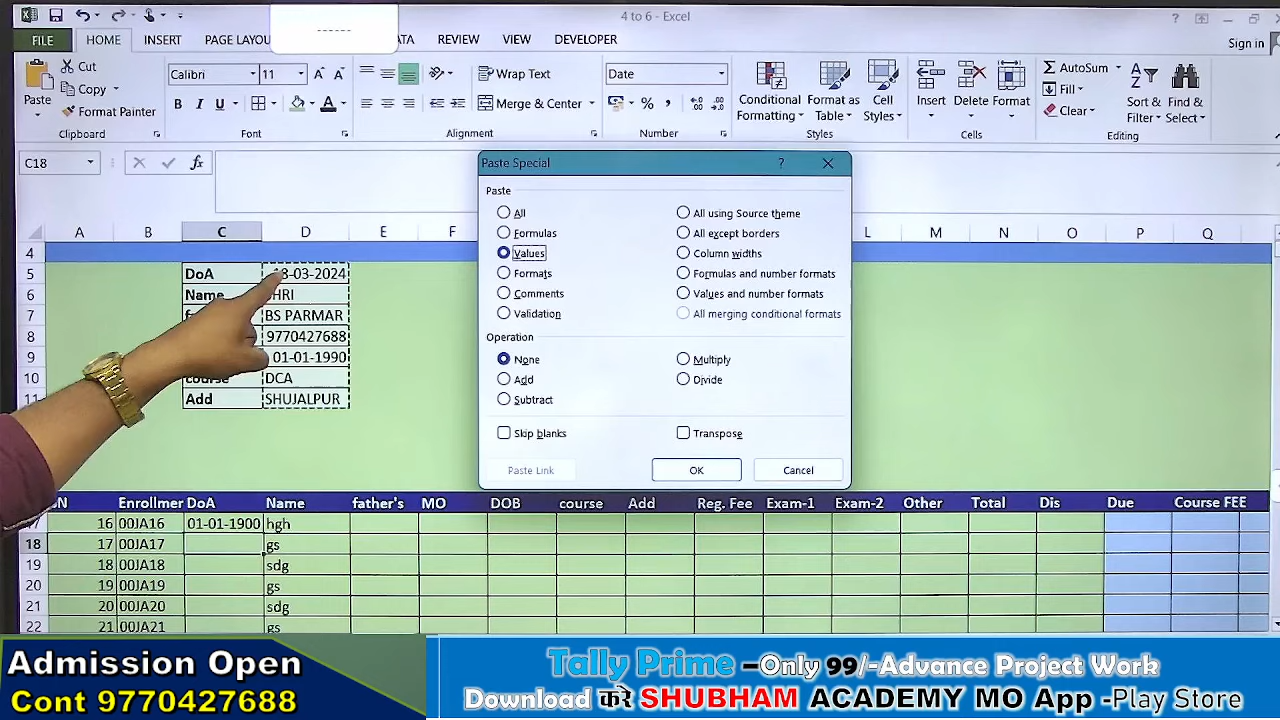 4 to 6 - Excel
FILE HOME INSERT PAGE LAYOU ATA REVIEW VIEW DEVELOPER
Sign in
Cut
Copy
Format Painter
Paste
Clipboard
Calibri 11
B I U
Font
Wrap Text
Merge & Center
Alignment
Date
Number
Conditional Formatting
Format as Table
Cell Styles
Styles
Insert Delete Format
Cells
AutoSum
Fill
Clear
Sort & Filter
Find & Select
Editing
C18
fx
Paste Special ?
Paste
All
Formulas
Values
Formats
Comments
Validation
All using Source theme
All except borders
Column widths
Formulas and number formats
Values and number formats
All merging conditional formats
Operation
None
Add
Subtract
Multiply
Divide
Skip blanks
Transpose
Paste Link OK Cancel
A B C D E F L M N O P Q
4
5 DoA 18-03-2024
6 Name SHRI
7 BS PARMAR
8 9770427688
9 01-01-1990
10 course DCA
11 Add SHUJALPUR
N Enrollmer DoA Name father's MO DOB course Add Reg. Fee Exam-1 Exam-2 Other Total Dis Due Course FEE
16 00JA16 01-01-1900 hgh
18 17 00JA17 gs
19 18 00JA18 sdg
20 19 00JA19 gs
21 20 00JA20 sdg
22 21 00JA21 gs
Admission Open
Cont 9770427688
Tally Prime –Only 99/-Advance Project Work
Download करे SHUBHAM ACADEMY MO App -Play Store